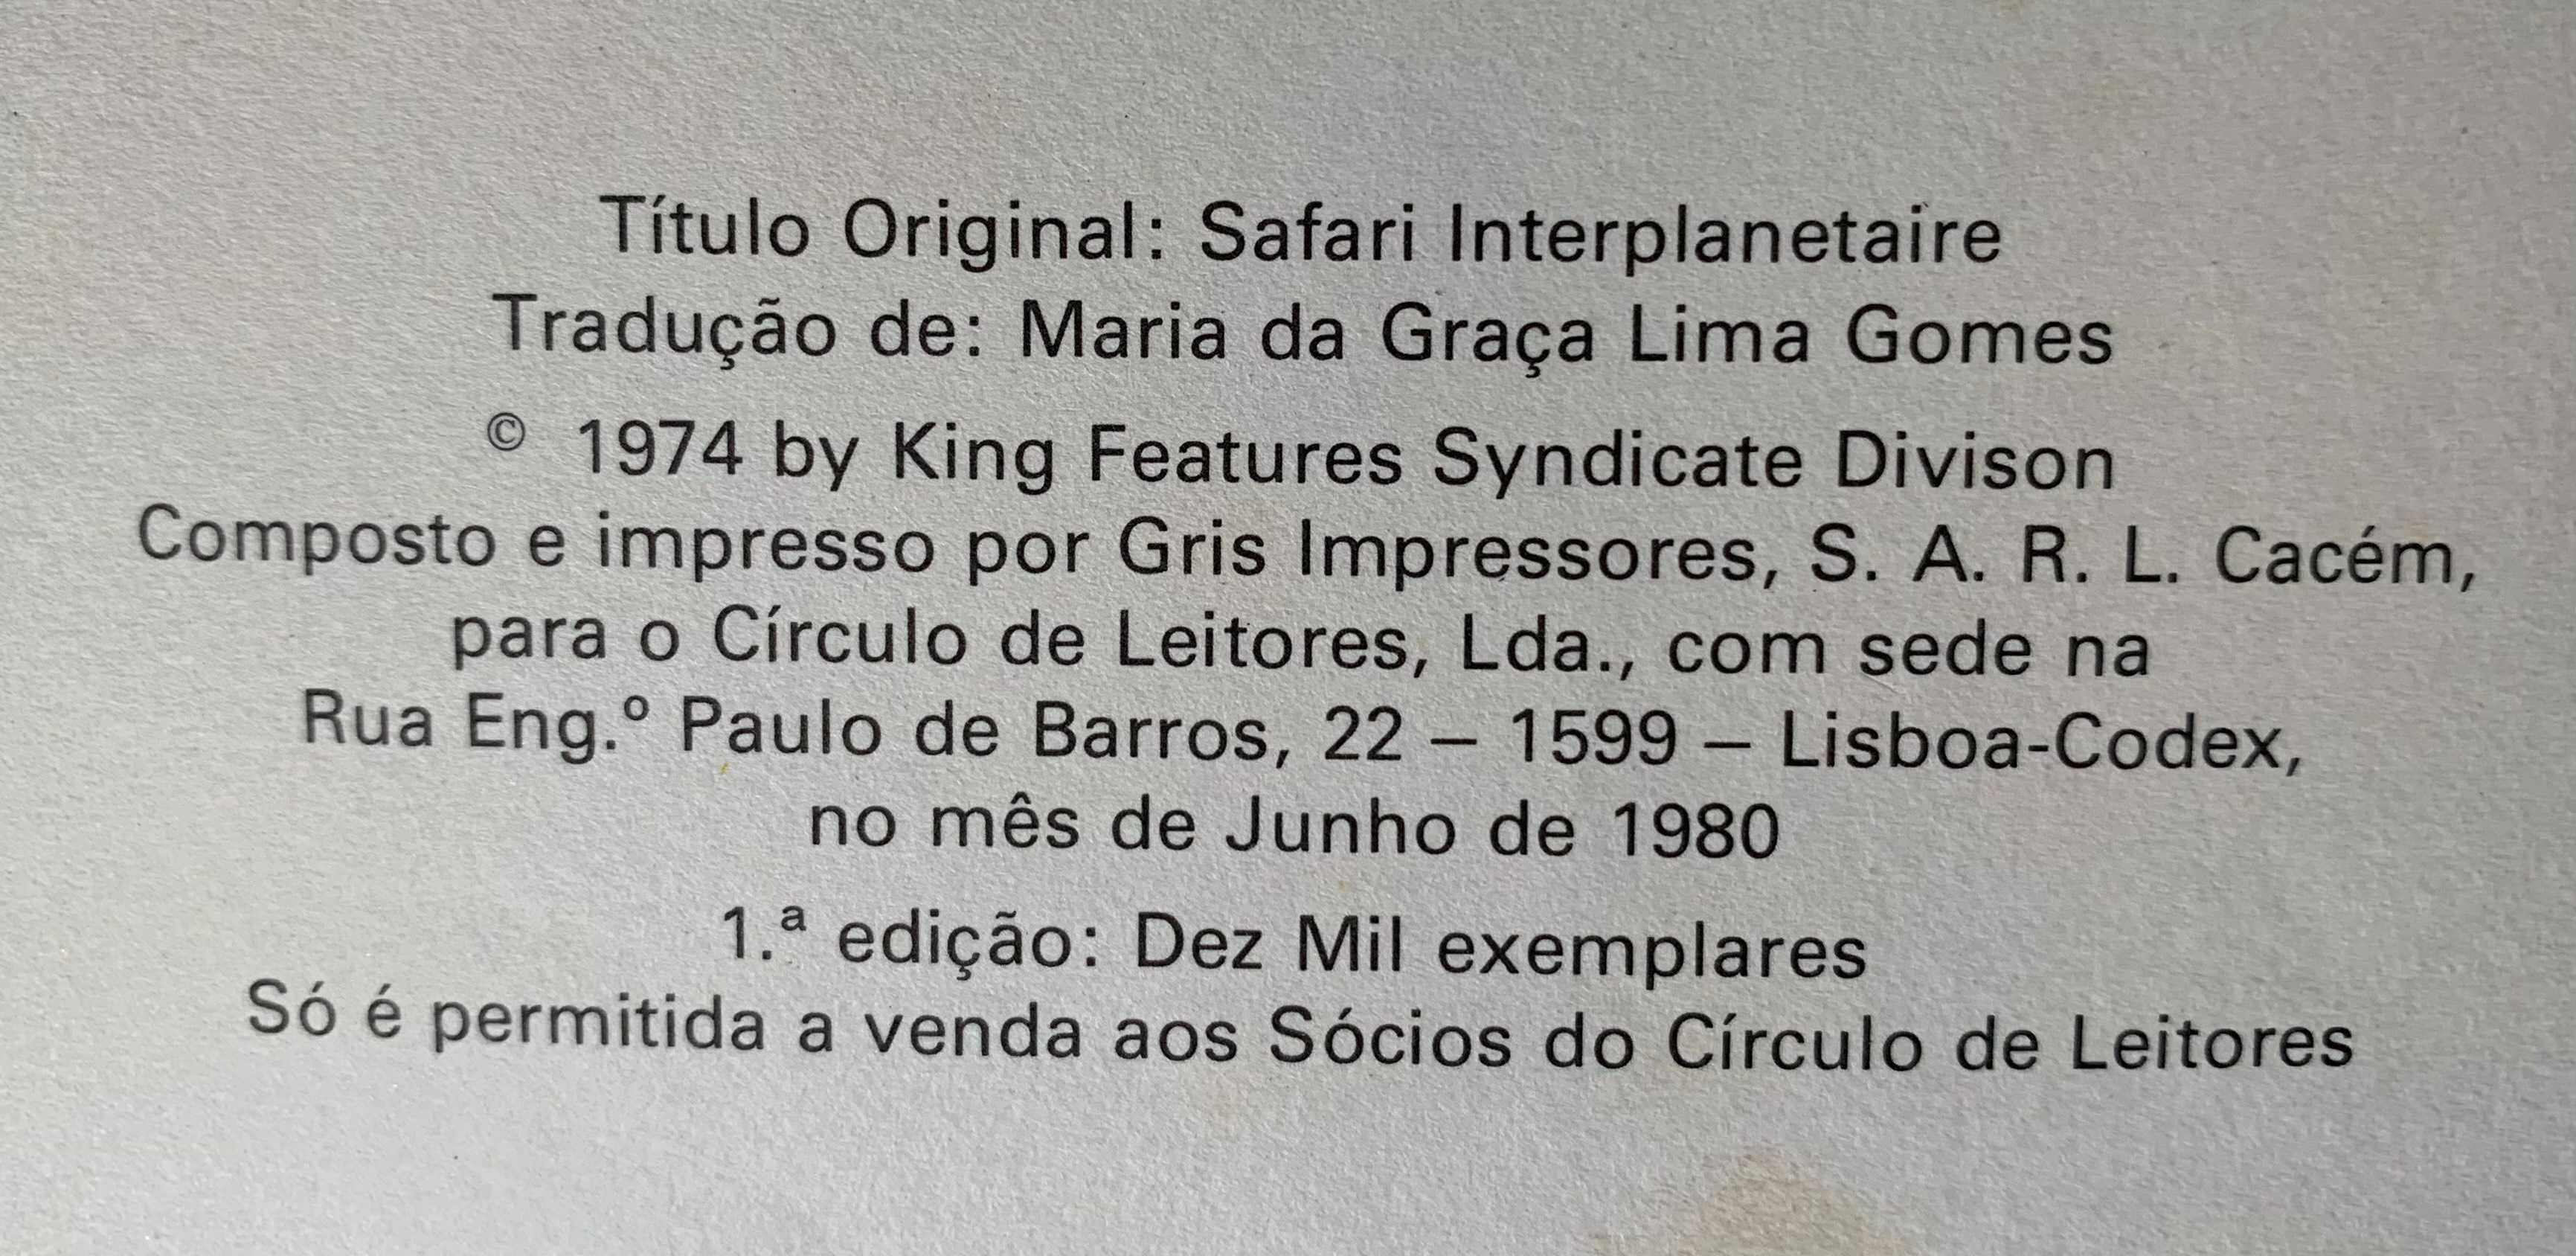 Título Original: Safari Interplanetaire
Tradução de: Maria da Graça Lima Gomes
© 1974 by King Features Syndicate Divison
Composto e impresso por Gris Impressores, S. A. R. L. Cacém,
para o Círculo de Leitores, Lda., com sede na
Rua Eng.º Paulo de Barros, 22 – 1599 – Lisboa-Codex,
no mês de Junho de 1980
1.ª edição: Dez Mil exemplares
Só é permitida a venda aos Sócios do Círculo de Leitores